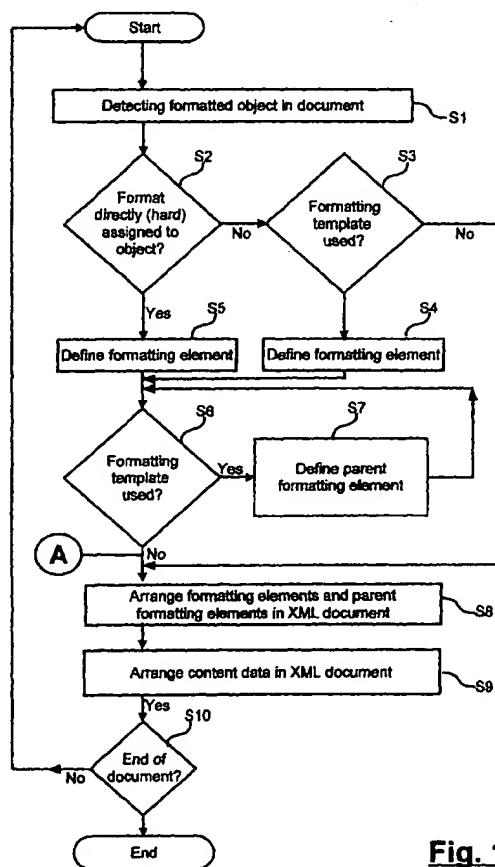 Start
Detecting formatted object in document
S1
S2
S3
Format
directly (hard)
assigned to
object?
No
Formatting
template
used?
No
Yes
S5
S4
Define formatting element
Define formatting element
S6
S7
Formatting
template
used?
Yes
Define parent
formatting element
A
No
Arrange formatting elements and parent
formatting elements in XML document
S8
Arrange content data in XML document
S9
Yes
S10
End of
document?
No
End
Fig. 1